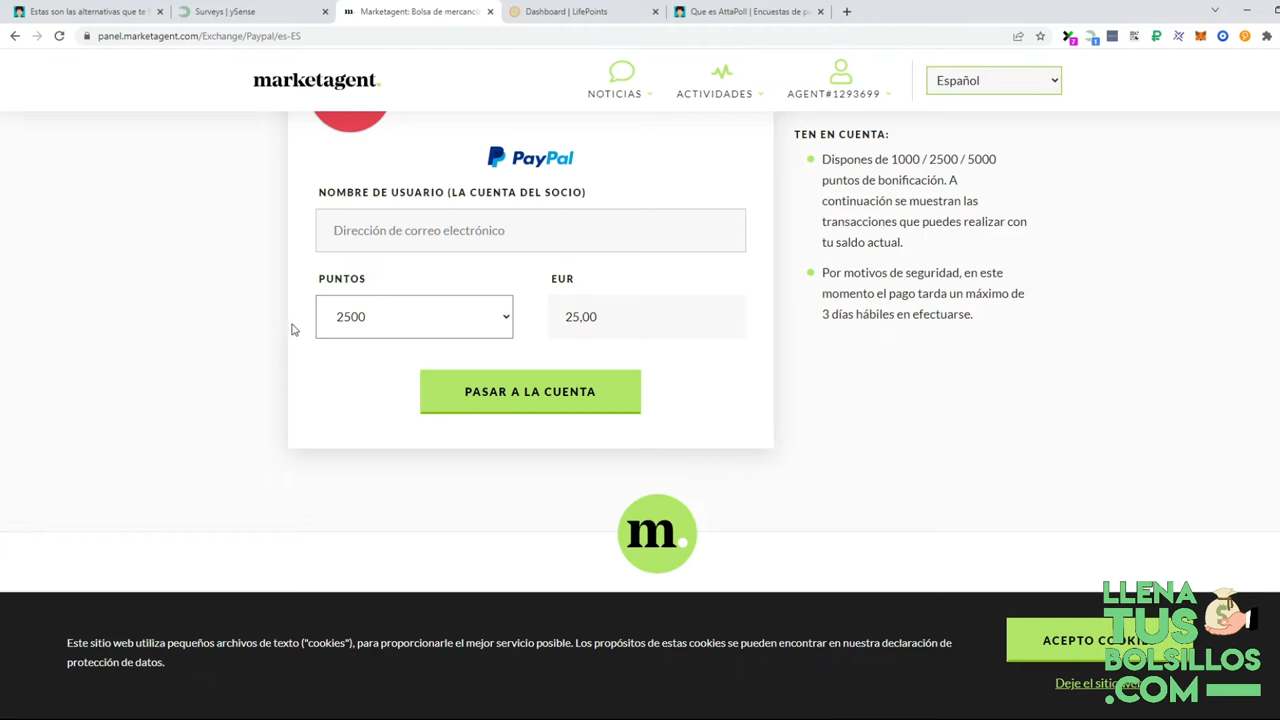 Estas son las alternativas que te
Surveys | ySense
Marketagent: Bolsa de mercancí
Dashboard | LifePoints
Que es AttaPoll | Encuestas de p
panel.marketagent.com/Exchange/Paypal/es-ES
marketagent.
NOTICIAS
ACTIVIDADES
AGENT#1293699
Español
PayPal
NOMBRE DE USUARIO (LA CUENTA DEL SOCIO)
Dirección de correo electrónico
PUNTOS
EUR
2500
25,00
PASAR A LA CUENTA
TEN EN CUENTA:
Dispones de 1000 / 2500 / 5000
puntos de bonificación. A
continuación se muestran las
transacciones que puedes realizar con
tu saldo actual.
Por motivos de seguridad, en este
momento el pago tarda un máximo de
3 días hábiles en efectuarse.
m.
Este sitio web utiliza pequeños archivos de texto ("cookies"), para proporcionarle el mejor servicio posible. Los propósitos de estas cookies se pueden encontrar en nuestra declaración de
protección de datos.
ACEPTO COOKI
Deje el sitio
LLENA
TUS
BOLSILLOS
.COM